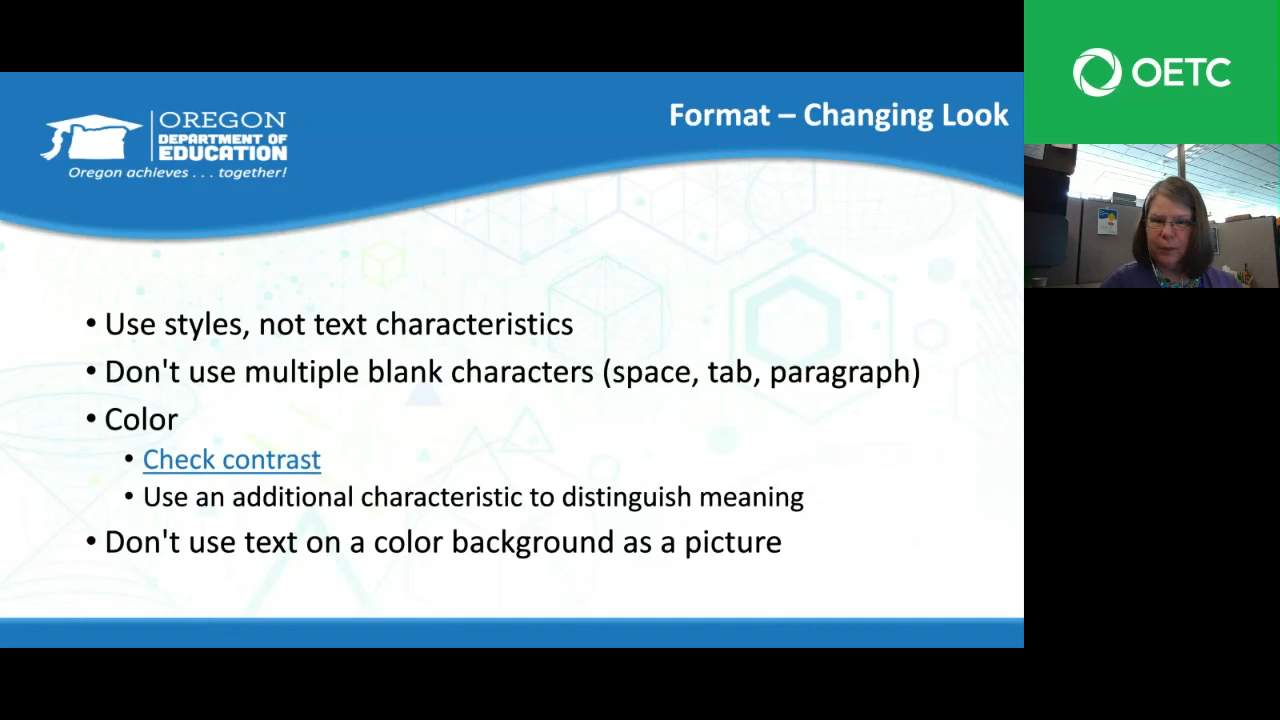 OREGON
DEPARTMENT OF
EDUCATION
Oregon achieves . . . together!
Format – Changing Look
OETC
• Use styles, not text characteristics
• Don't use multiple blank characters (space, tab, paragraph)
• Color
• Check contrast
• Use an additional characteristic to distinguish meaning
• Don't use text on a color background as a picture